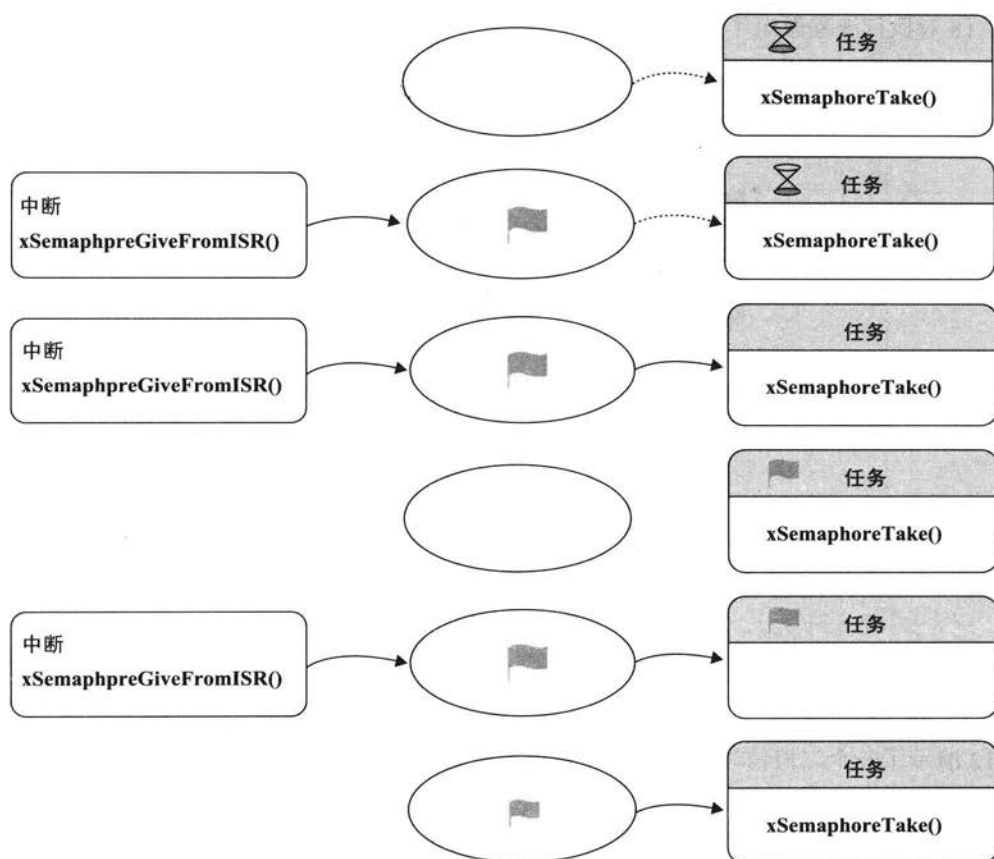 任务
xSemaphoreTake()
任务
中断
xSemaphpreGiveFromISR()
xSemaphoreTake()
任务
中断
xSemaphpreGiveFromISR()
xSemaphoreTake()
任务
xSemaphoreTake()
任务
中断
xSemaphpreGiveFromISR()
任务
xSemaphoreTake()